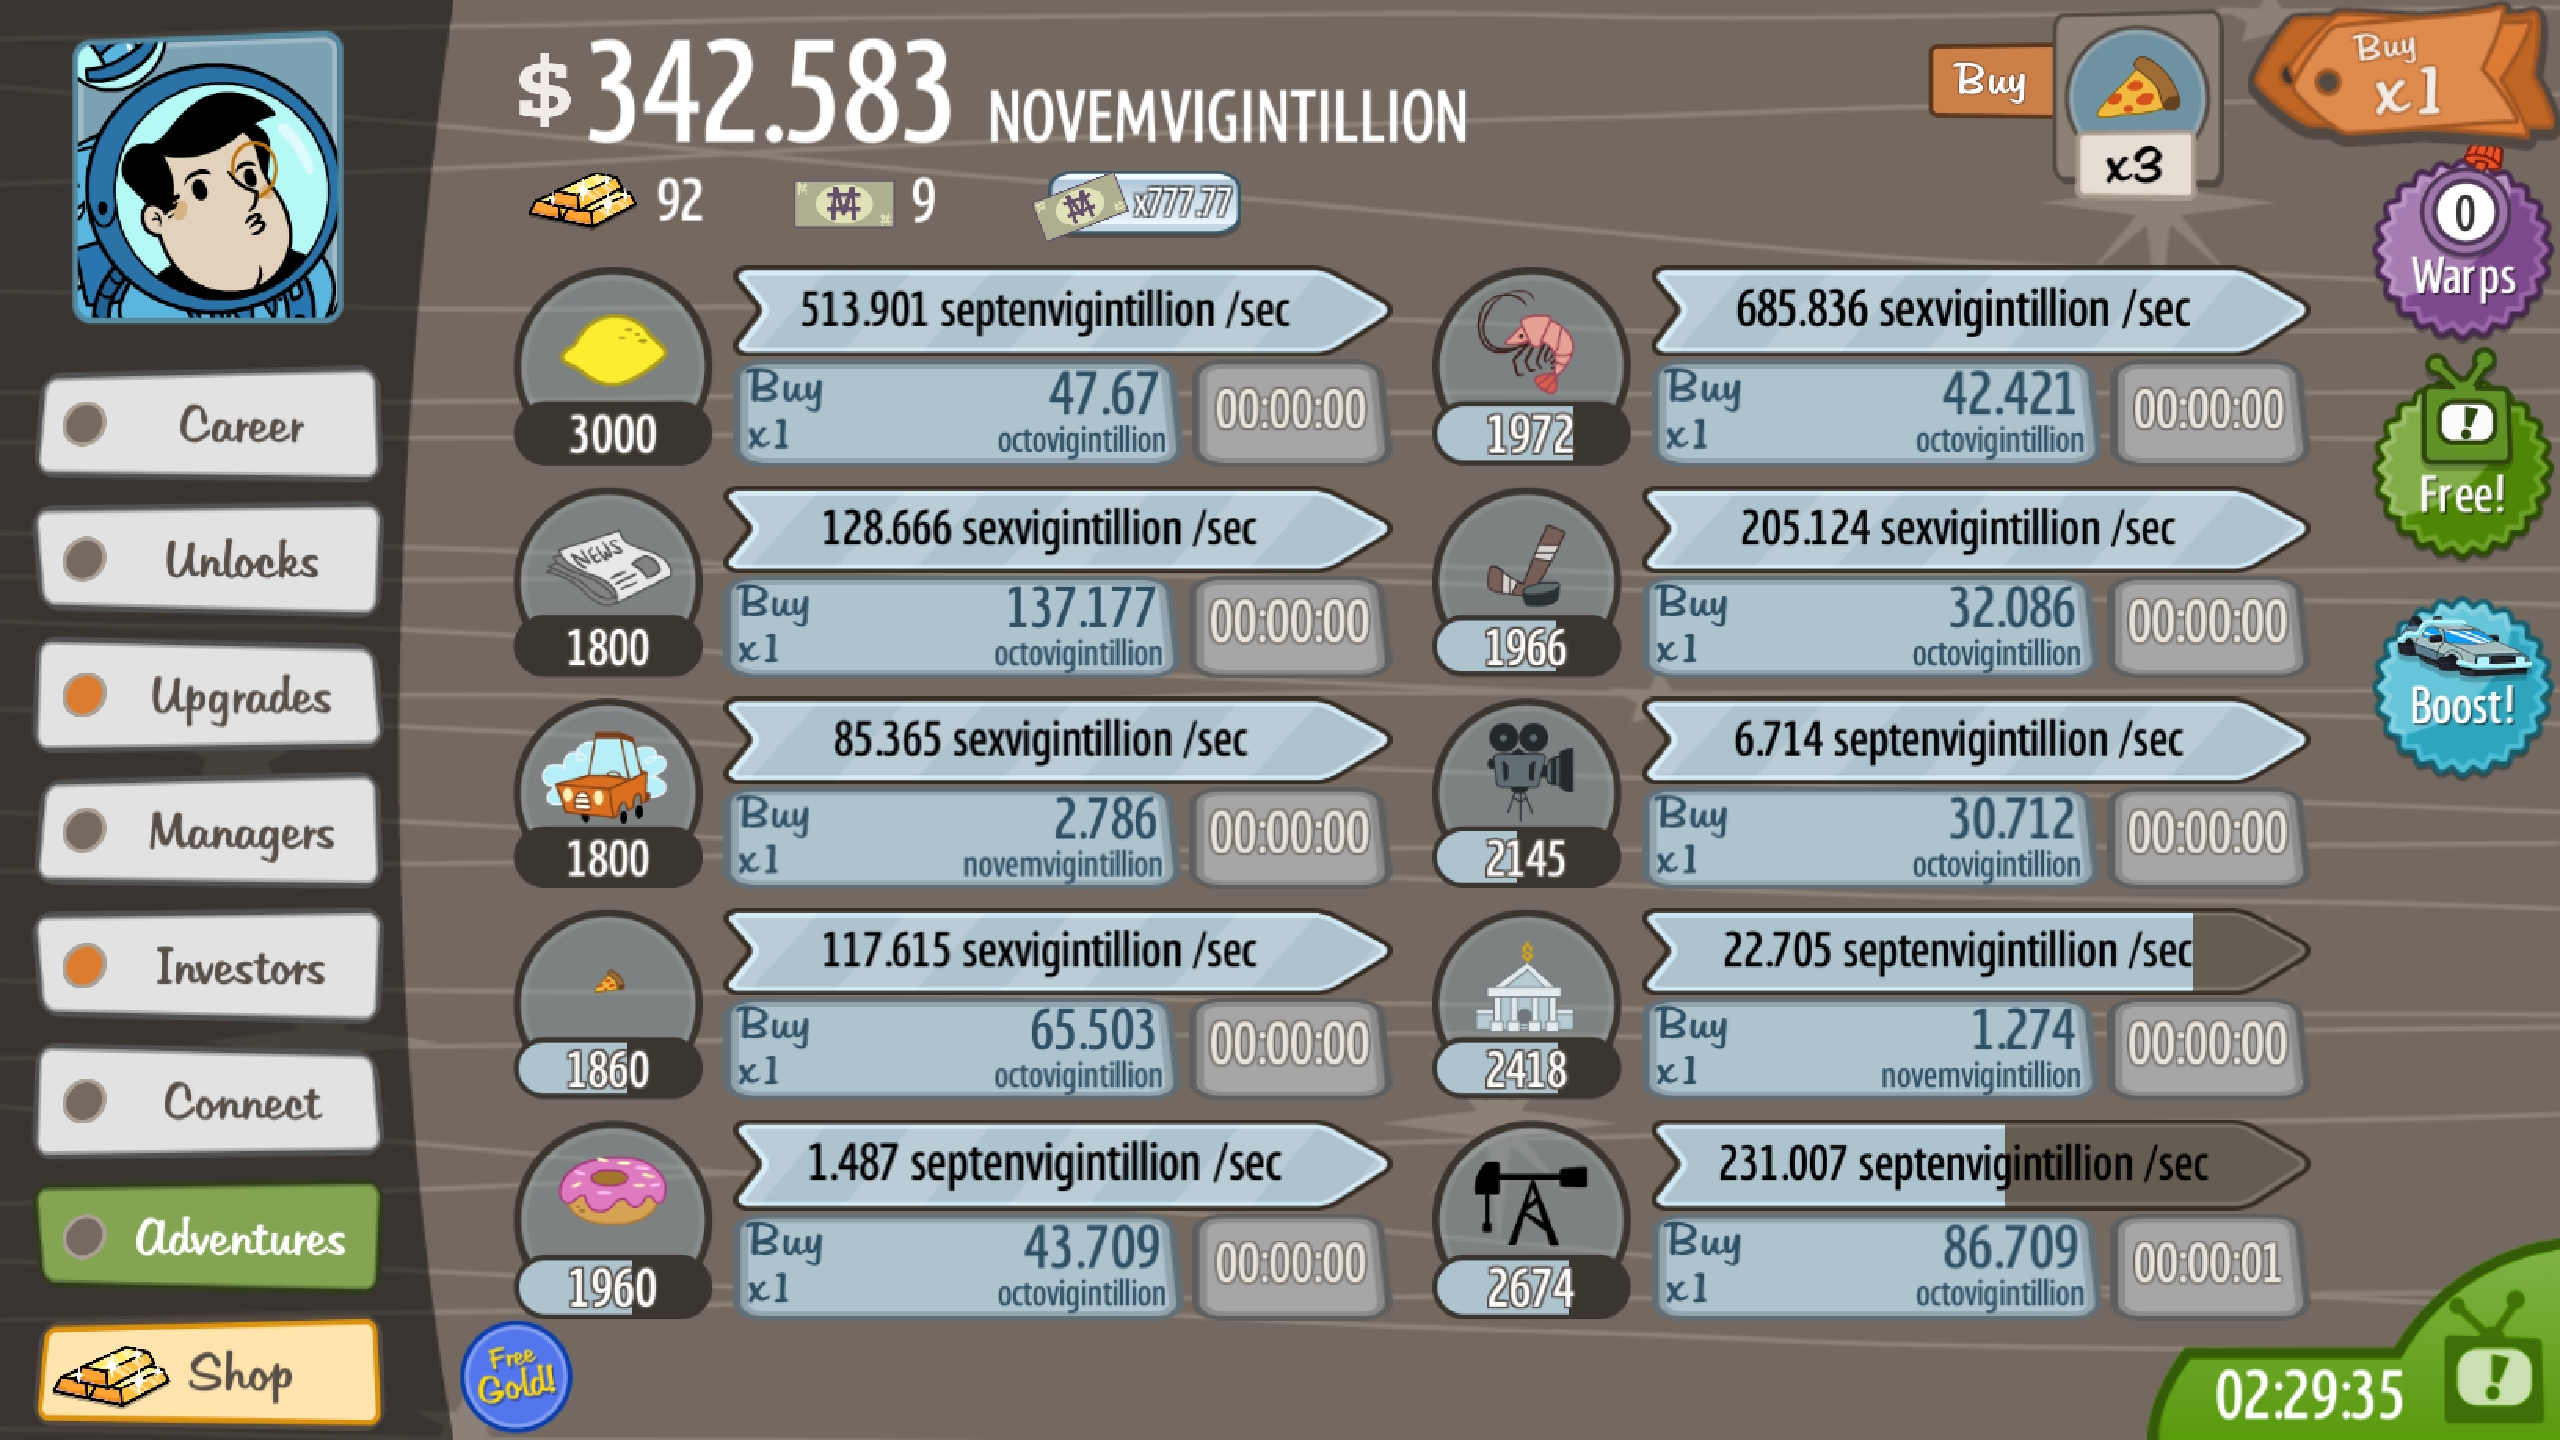 $ 342.583 NOVEMVIGINTILLION
92 9 x777.77
Buy x3
Buy x1
0
Warps
Free!
Boost!
Career
Unlocks
Upgrades
Managers
Investors
Connect
Adventures
Shop
513.901 septenvigintillion /sec
3000
Buy x1
47.67
octovigintillion
00:00:00
NEWS
128.666 sexvigintillion /sec
1800
Buy x1
137.177
octovigintillion
00:00:00
85.365 sexvigintillion /sec
1800
Buy x1
2.786
novemvigintillion
00:00:00
117.615 sexvigintillion /sec
1860
Buy x1
65.503
octovigintillion
00:00:00
1.487 septenvigintillion /sec
1960
Buy x1
43.709
octovigintillion
00:00:00
685.836 sexvigintillion /sec
1972
Buy x1
42.421
octovigintillion
00:00:00
205.124 sexvigintillion /sec
1966
Buy x1
32.086
octovigintillion
00:00:00
6.714 septenvigintillion /sec
2145
Buy x1
30.712
octovigintillion
00:00:00
22.705 septenvigintillion /sec
2418
Buy x1
1.274
novemvigintillion
00:00:00
231.007 septenvigintillion /sec
2674
Buy x1
86.709
octovigintillion
00:00:01
Free
Gold!
02:29:35